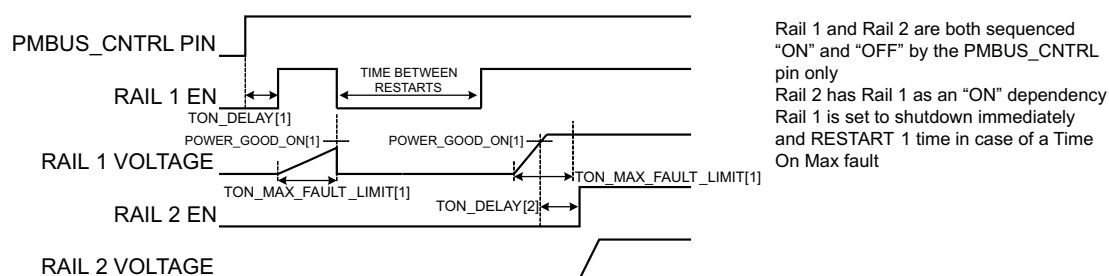 PMBUS_CNTRL PIN
RAIL 1 EN
TIME BETWEEN
RESTARTS
TON_DELAY[1]
POWER_GOOD_ON[1]
POWER_GOOD_ON[1]
RAIL 1 VOLTAGE
TON_MAX_FAULT_LIMIT[1]
TON_MAX_FAULT_LIMIT[1]
TON_DELAY[2]
RAIL 2 EN
RAIL 2 VOLTAGE
Rail 1 and Rail 2 are both sequenced
“ON” and “OFF” by the PMBUS_CNTRL
pin only
Rail 2 has Rail 1 as an “ON” dependency
Rail 1 is set to shutdown immediately
and RESTART 1 time in case of a Time
On Max fault